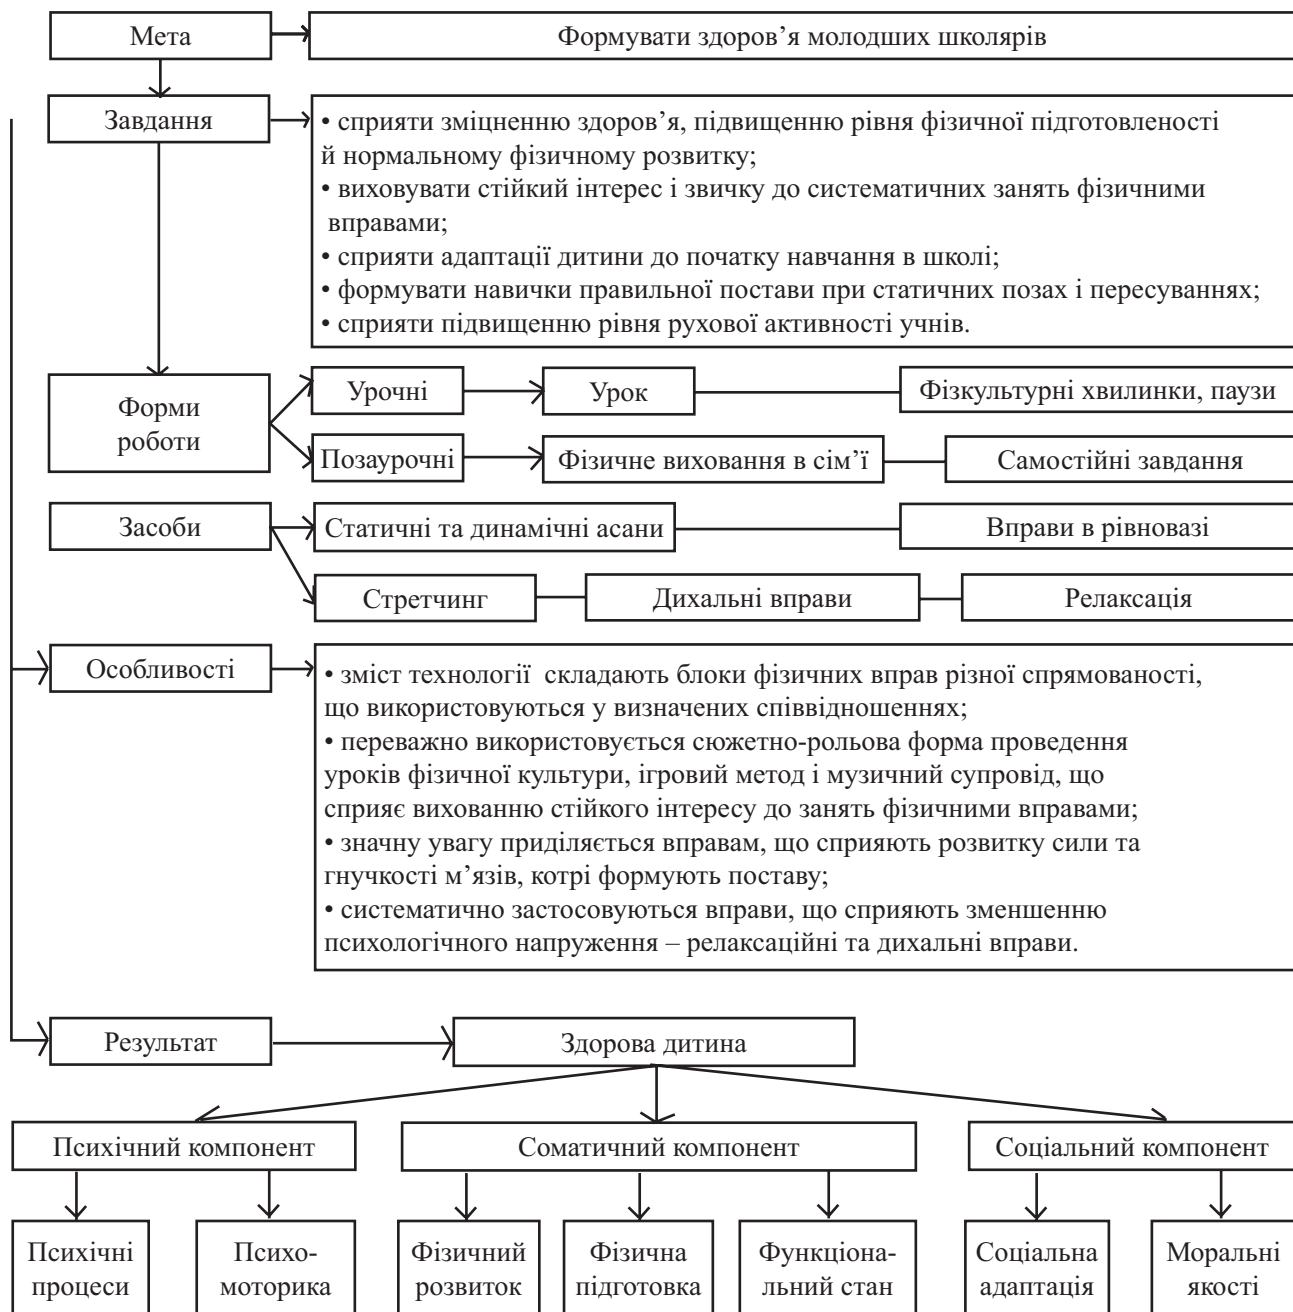 Мета
Формувати здоров’я молодших школярів
Завдання
• сприяти зміцненню здоров’я, підвищенню рівня фізичної підготовленості
й нормальному фізичному розвитку;
• виховувати стійкий інтерес і звичку до систематичних занять фізичними
вправами;
• сприяти адаптації дитини до початку навчання в школі;
• формувати навички правильної постави при статичних позах і пересуваннях;
• сприяти підвищенню рівня рухової активності учнів.
Форми
роботи
Урочні
Урок
Фізкультурні хвилинки, паузи
Позаурочні
Фізичне виховання в сім’ї
Самостійні завдання
Засоби
Статичні та динамічні асани
Вправи в рівновазі
Стретчинг
Дихальні вправи
Релаксація
Особливості
• зміст технології складають блоки фізичних вправ різної спрямованості,
що використовуються у визначених співвідношеннях;
• переважно використовується сюжетно-рольова форма проведення
уроків фізичної культури, ігровий метод і музичний супровід, що
сприяє вихованню стійкого інтересу до занять фізичними вправами;
• значну увагу приділяється вправам, що сприяють розвитку сили та
гнучкості м’язів, котрі формують поставу;
• систематично застосовуються вправи, що сприяють зменшенню
психологічного напруження – релаксаційні та дихальні вправи.
Результат
Здорова дитина
Психічний компонент
Соматичний компонент
Соціальний компонент
Психічні
процеси
Психо-
моторика
Фізичний
розвиток
Фізична
підготовка
Функціона-
льний стан
Соціальна
адаптація
Моральні
якості